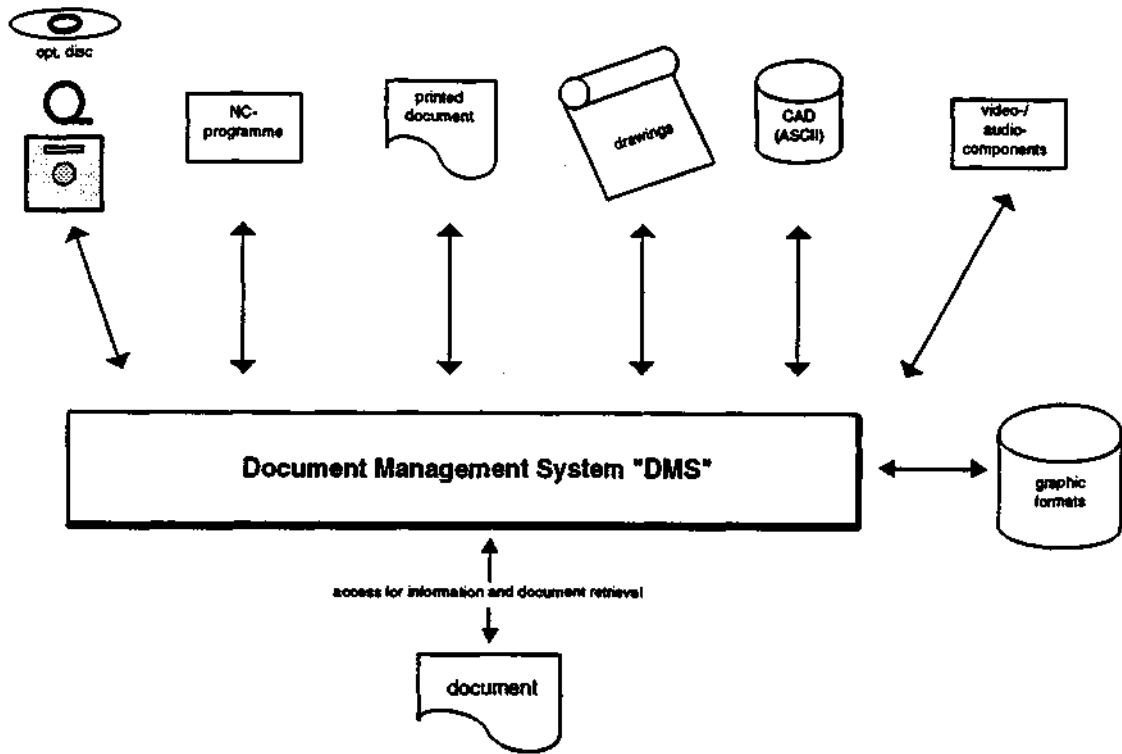 opt. disc
NC-
programme
printed
document
drawings
CAD
(ASCII)
video-/
audio-
components
Document Management System "DMS"
graphic
formats
access for information and document retrieval
document